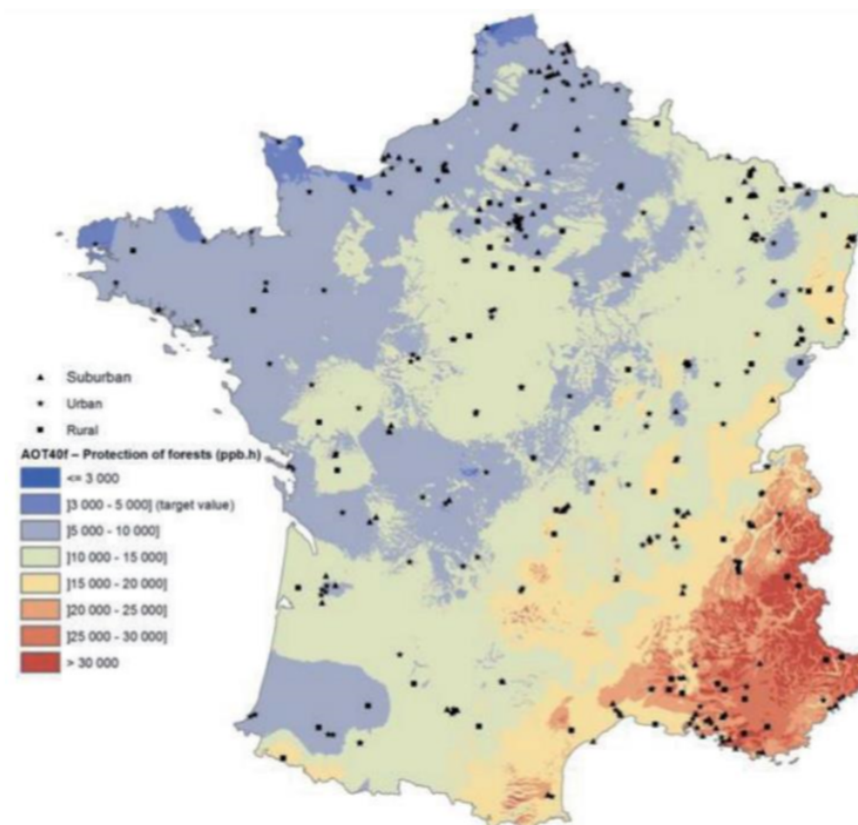 Suburban
Urban
Rural
AOT40f – Protection of forests (ppb.h)
<= 3 000
]3 000 - 5 000] (target value)
]5 000 - 10 000]
]10 000 - 15 000]
]15 000 - 20 000]
]20 000 - 25 000]
]25 000 - 30 000]
> 30 000